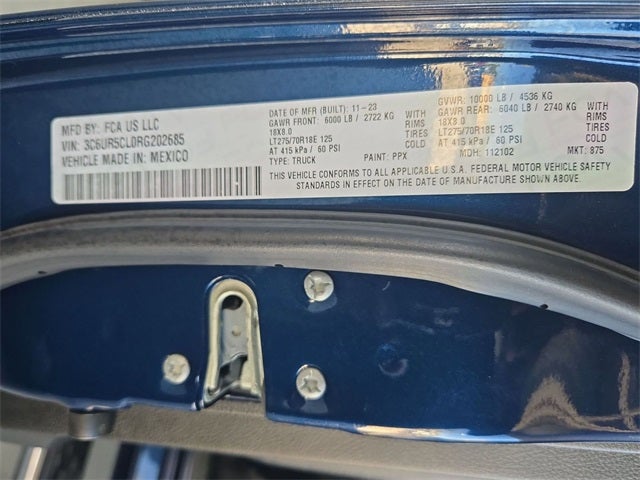 MFD BY: FCA US LLC
VIN: 3C6UR5CL0RG202685
VEHICLE MADE IN: MEXICO
DATE OF MFR (BUILT): 11-23
GAWR FRONT: 6000 LB / 2722 KG
18X8.0 WITH
LT275/70R18E 125 RIMS
AT 415 kPa / 60 PSI TIRES
COLD
TYPE: TRUCK PAINT: PPX
GVWR: 10000 LB / 4536 KG
GAWR REAR: 6040 LB / 2740 KG
18X8.0 WITH
LT275/70R18E 125 RIMS
AT 415 kPa / 60 PSI TIRES
COLD
MDH: 112102 MKT: 875
THIS VEHICLE CONFORMS TO ALL APPLICABLE U.S.A. FEDERAL MOTOR VEHICLE SAFETY
STANDARDS IN EFFECT ON THE DATE OF MANUFACTURE SHOWN ABOVE.